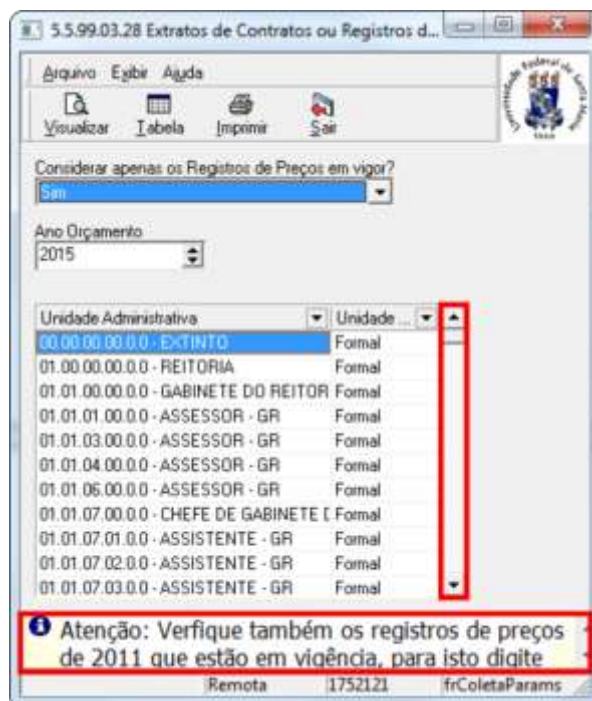 5.5.99.03.28 Extratos de Contratos ou Registros d...
Arquivo Exibir Ajuda
Visualizar Tabela Imprimir Sair
Considerar apenas os Registros de Preços em vigor?
Sim
Ano Orçamento
2015
Unidade Administrativa Unidade ...
00.00.00.00.0.0 - EXTINTO Formal
01.00.00.00.0.0 - REITORIA Formal
01.01.00.00.0.0 - GABINETE DO REITOR Formal
01.01.01.00.0.0 - ASSESSOR - GR Formal
01.01.03.00.0.0 - ASSESSOR - GR Formal
01.01.04.00.0.0 - ASSESSOR - GR Formal
01.01.06.00.0.0 - ASSESSOR - GR Formal
01.01.07.00.0.0 - CHEFE DE GABINETE D Formal
01.01.07.01.0.0 - ASSISTENTE - GR Formal
01.01.07.02.0.0 - ASSISTENTE - GR Formal
01.01.07.03.0.0 - ASSISTENTE - GR Formal
Atenção: Verfique também os registros de preços
de 2011 que estão em vigência, para isto digite
Remota 1752121 frColetaParams